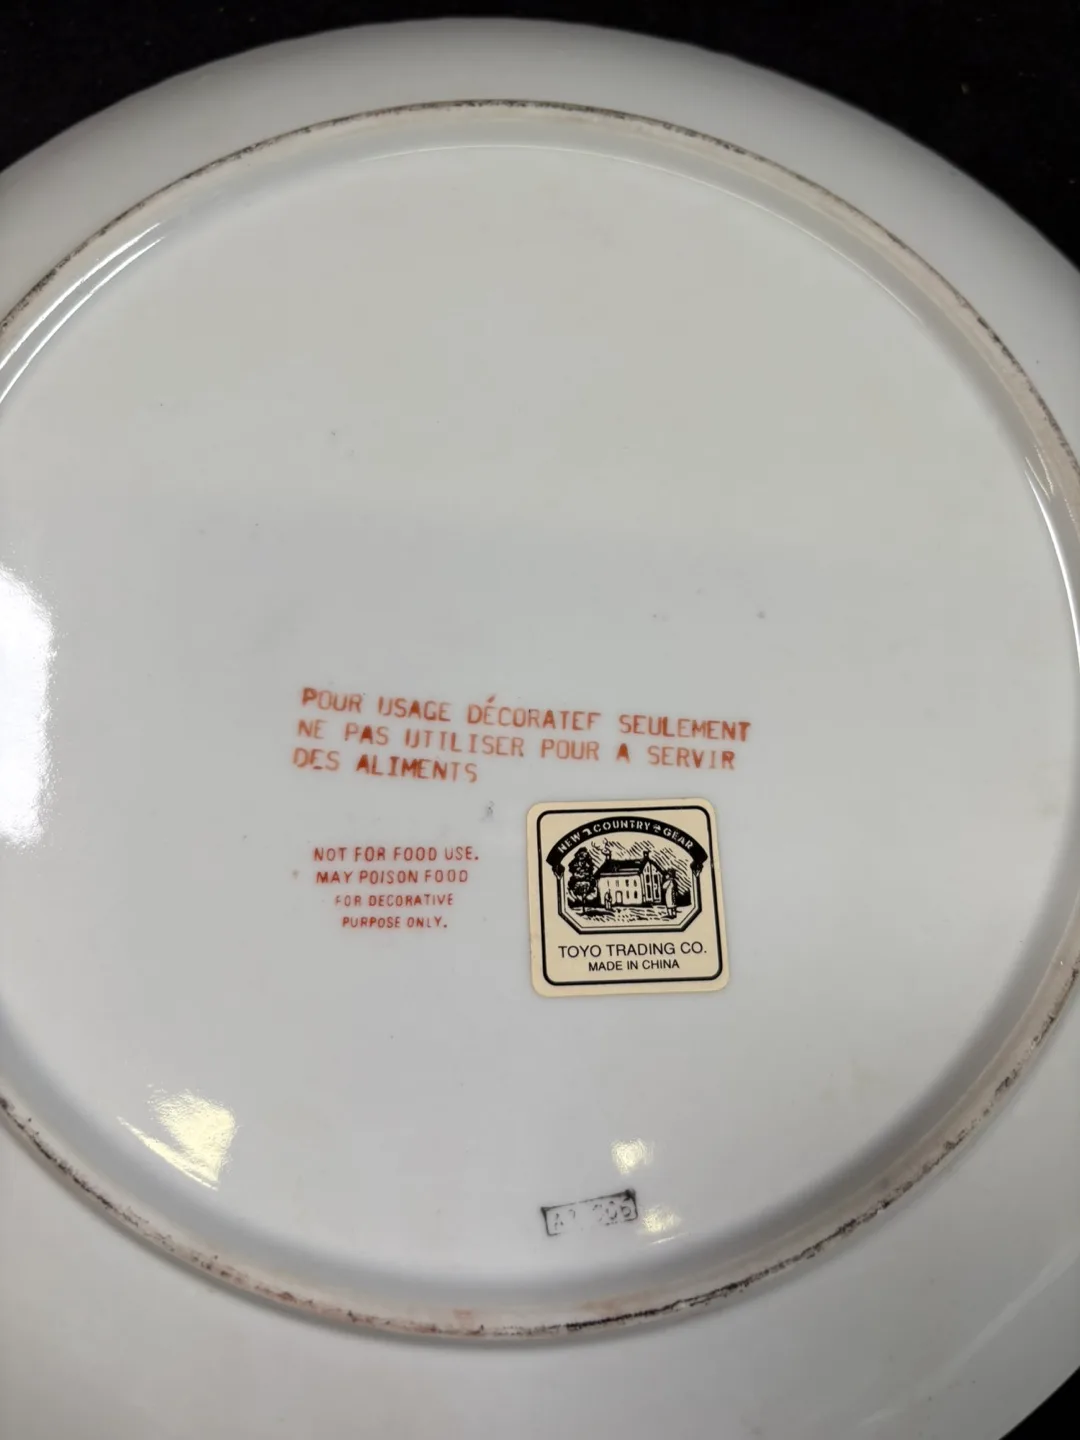 POUR USAGE DÉCORATEF SEULEMENT
NE PAS UTILISER POUR A SERVIR
DES ALIMENTS
NOT FOR FOOD USE.
MAY POISON FOOD
FOR DECORATIVE
PURPOSE ONLY.
NEW COUNTRY GEAR
TOYO TRADING CO.
MADE IN CHINA